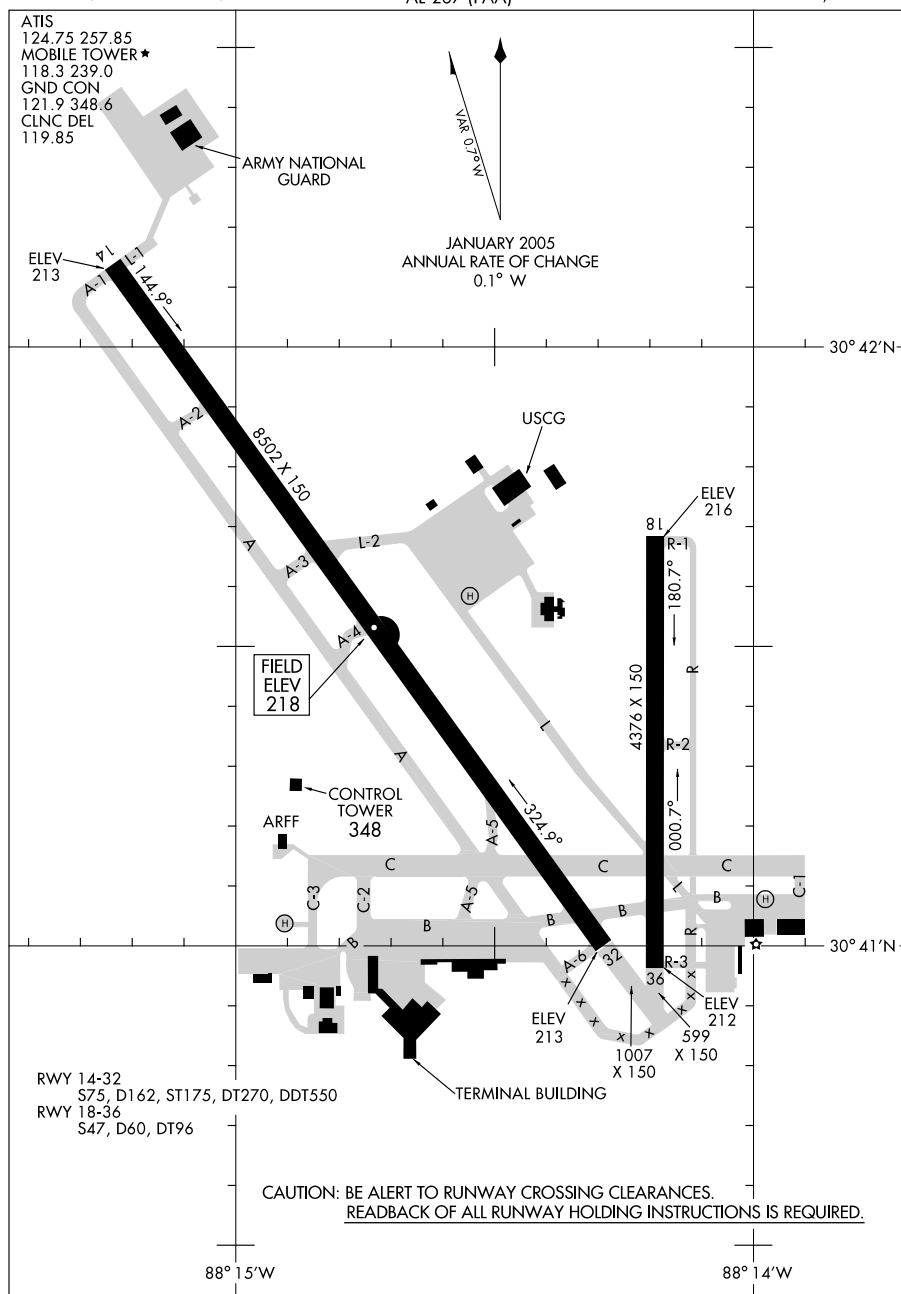 AL-267 (FAA)
ATIS
124.75 257.85
MOBILE TOWER★
118.3 239.0
GND CON
121.9 348.6
CLNC DEL
119.85
ARMY NATIONAL
GUARD
VAR 0.7° W
JANUARY 2005
ANNUAL RATE OF CHANGE
0.1° W
ELEV
213
14
L-1
A-1
144.9°
30° 42'N
A-2
8502 X 150
USCG
ELEV
216
18
R-1
A
L-2
A-3
180.7°
H
A-4
FIELD
ELEV
218
4376 X 150
R
L
R-2
A
CONTROL
TOWER
348
324.9°
000.7°
ARFF
A-5
C
C
C
C-3
C-2
A-5
L
B
C-1
H
H
B
B
B
B
R
30° 41'N
A-6
32
R-3
36
X
X
X
X
X
X
X
X
ELEV
213
ELEV
212
1007
X 150
599
X 150
TERMINAL BUILDING
RWY 14-32
S75, D162, ST175, DT270, DDT550
RWY 18-36
S47, D60, DT96
CAUTION: BE ALERT TO RUNWAY CROSSING CLEARANCES.
READBACK OF ALL RUNWAY HOLDING INSTRUCTIONS IS REQUIRED.
88° 15'W
88° 14'W